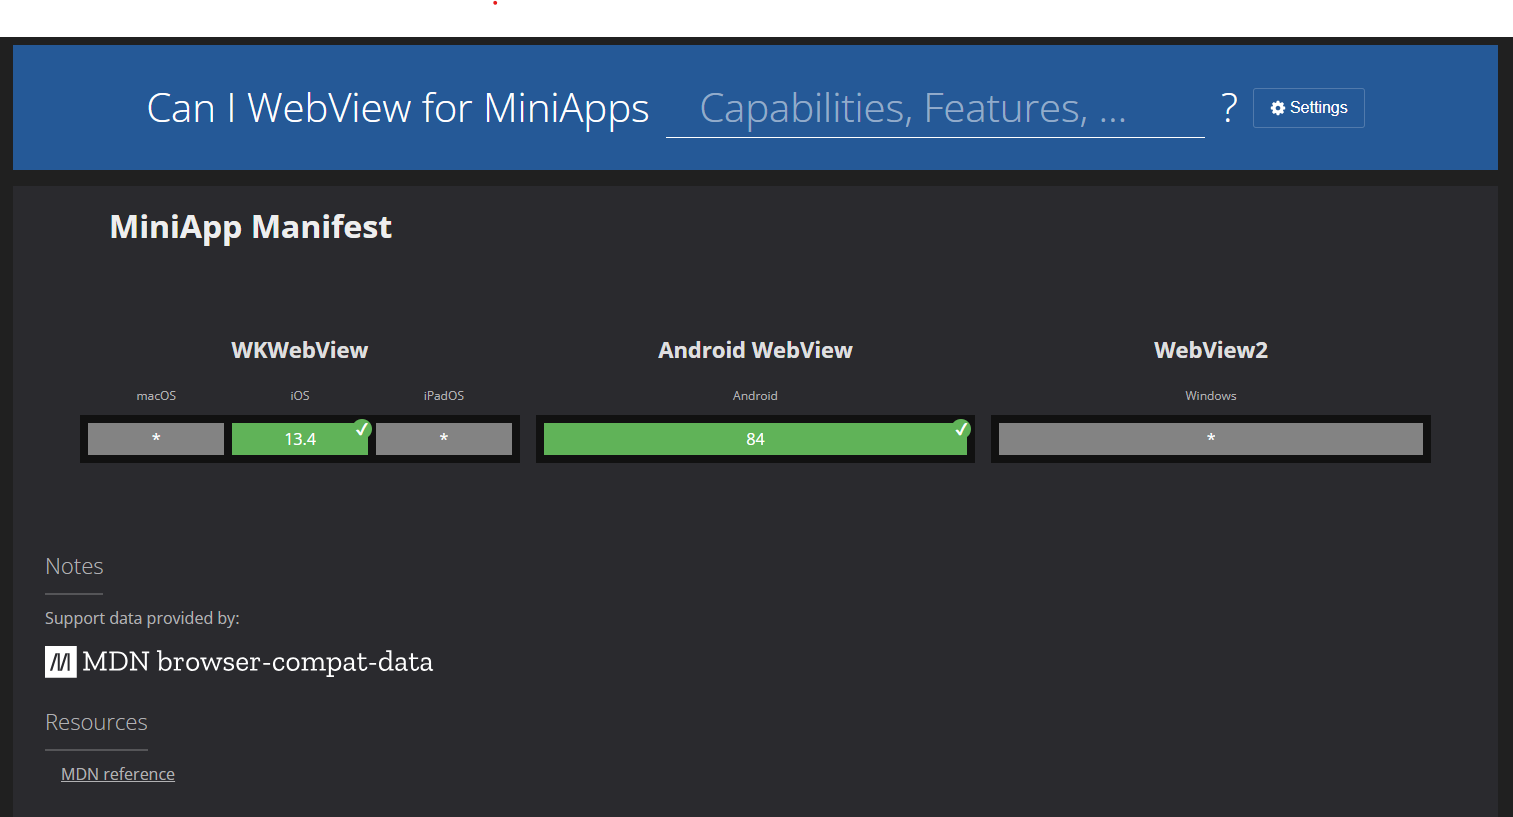 Can I WebView for MiniApps Capabilities, Features, ... ? Settings
MiniApp Manifest
WKWebView Android WebView WebView2
macOS iOS iPadOS Android Windows
* 13.4 * 84 *
Notes
Support data provided by:
MDN browser-compat-data
Resources
MDN reference